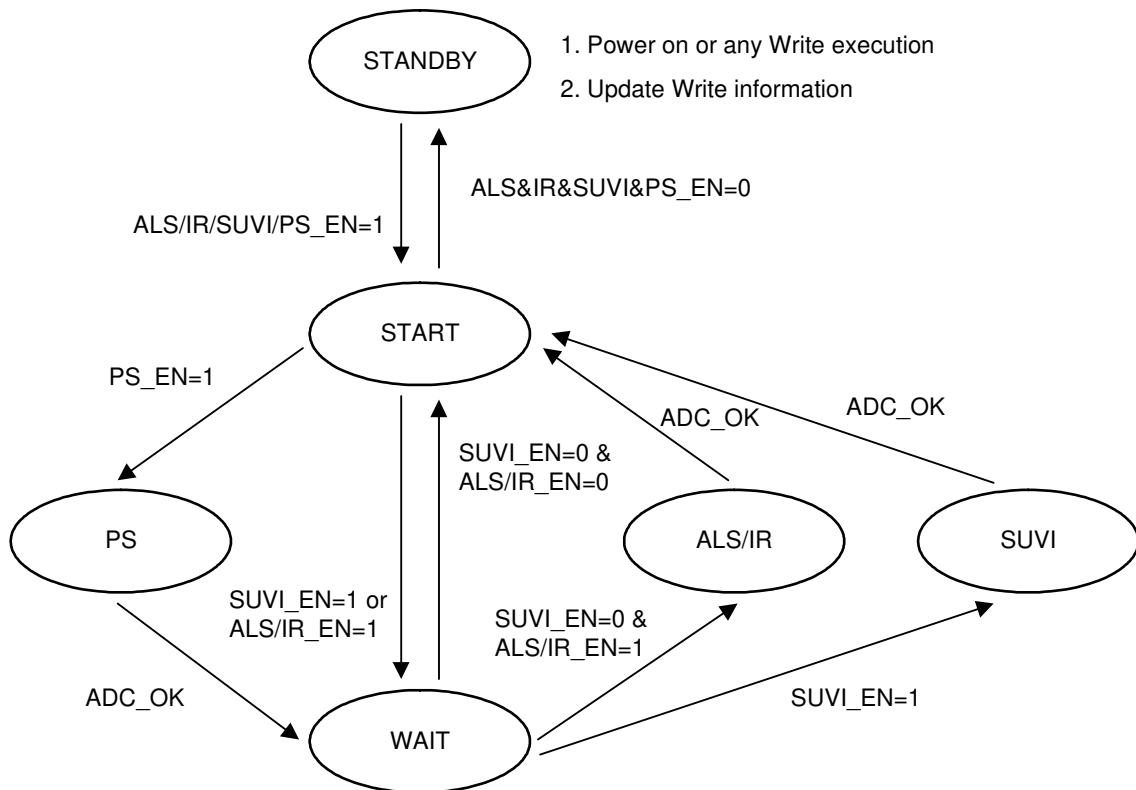 STANDBY
1. Power on or any Write execution
2. Update Write information
ALS&IR&SUVI&PS_EN=0
ALS/IR/SUVI/PS_EN=1
START
PS_EN=1
ADC_OK
ADC_OK
SUVI_EN=0 &
ALS/IR_EN=0
PS
ALS/IR
SUVI
SUVI_EN=1 or
ALS/IR_EN=1
SUVI_EN=0 &
ALS/IR_EN=1
ADC_OK
SUVI_EN=1
WAIT